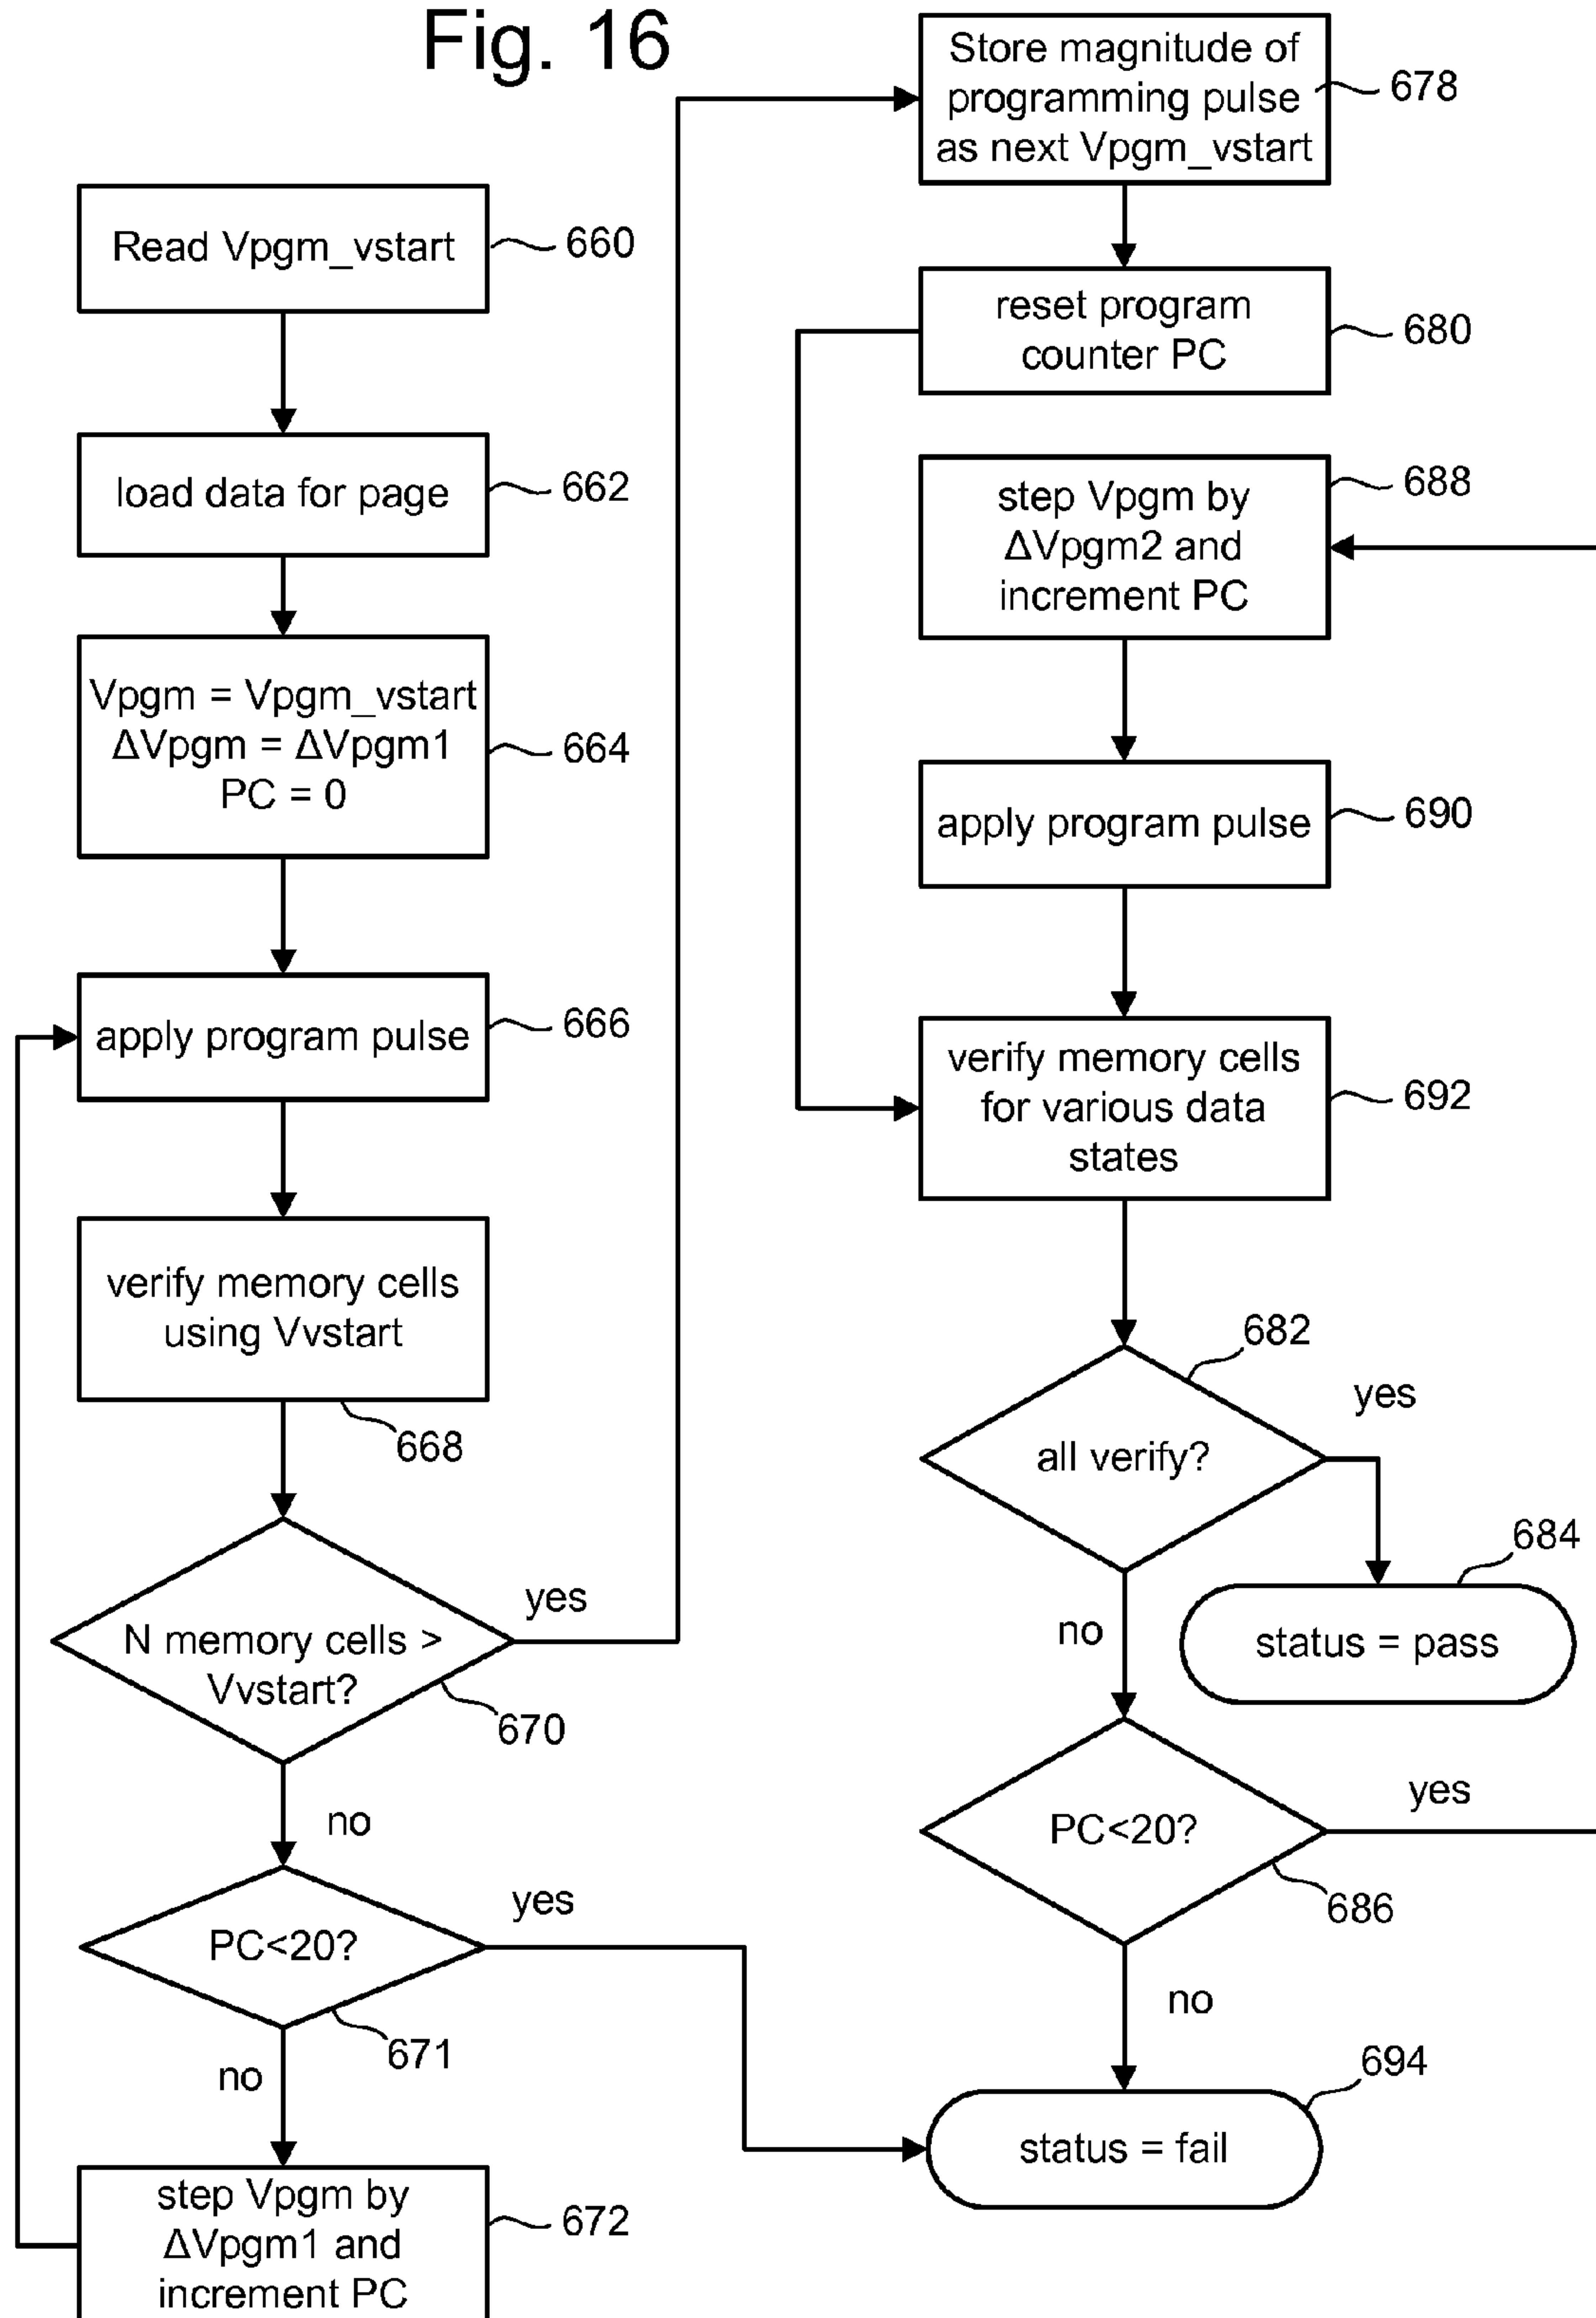 Fig. 16
Read Vpgm_vstart
660
load data for page
662
Vpgm = Vpgm_vstart
ΔVpgm = ΔVpgm1
PC = 0
664
apply program pulse
666
verify memory cells
using Vvstart
668
N memory cells >
Vvstart?
yes
670
no
PC<20?
yes
671
no
step Vpgm by
ΔVpgm1 and
increment PC
672
Store magnitude of
programming pulse
as next Vpgm_vstart
678
reset program
counter PC
680
step Vpgm by
ΔVpgm2 and
increment PC
688
apply program pulse
690
verify memory cells
for various data
states
692
682
all verify?
yes
684
status = pass
no
PC<20?
yes
686
no
694
status = fail